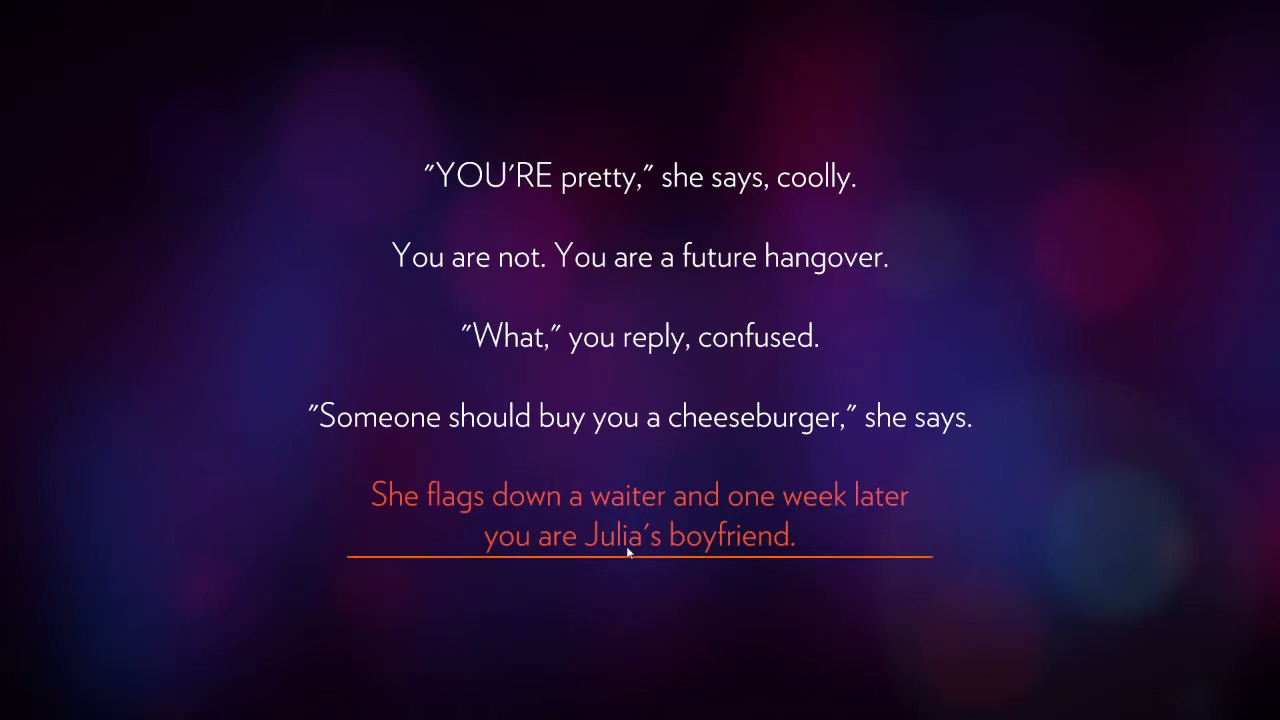 "YOU'RE pretty," she says, coolly.
You are not. You are a future hangover.
"What," you reply, confused.
"Someone should buy you a cheeseburger," she says.
She flags down a waiter and one week later
you are Julia's boyfriend.